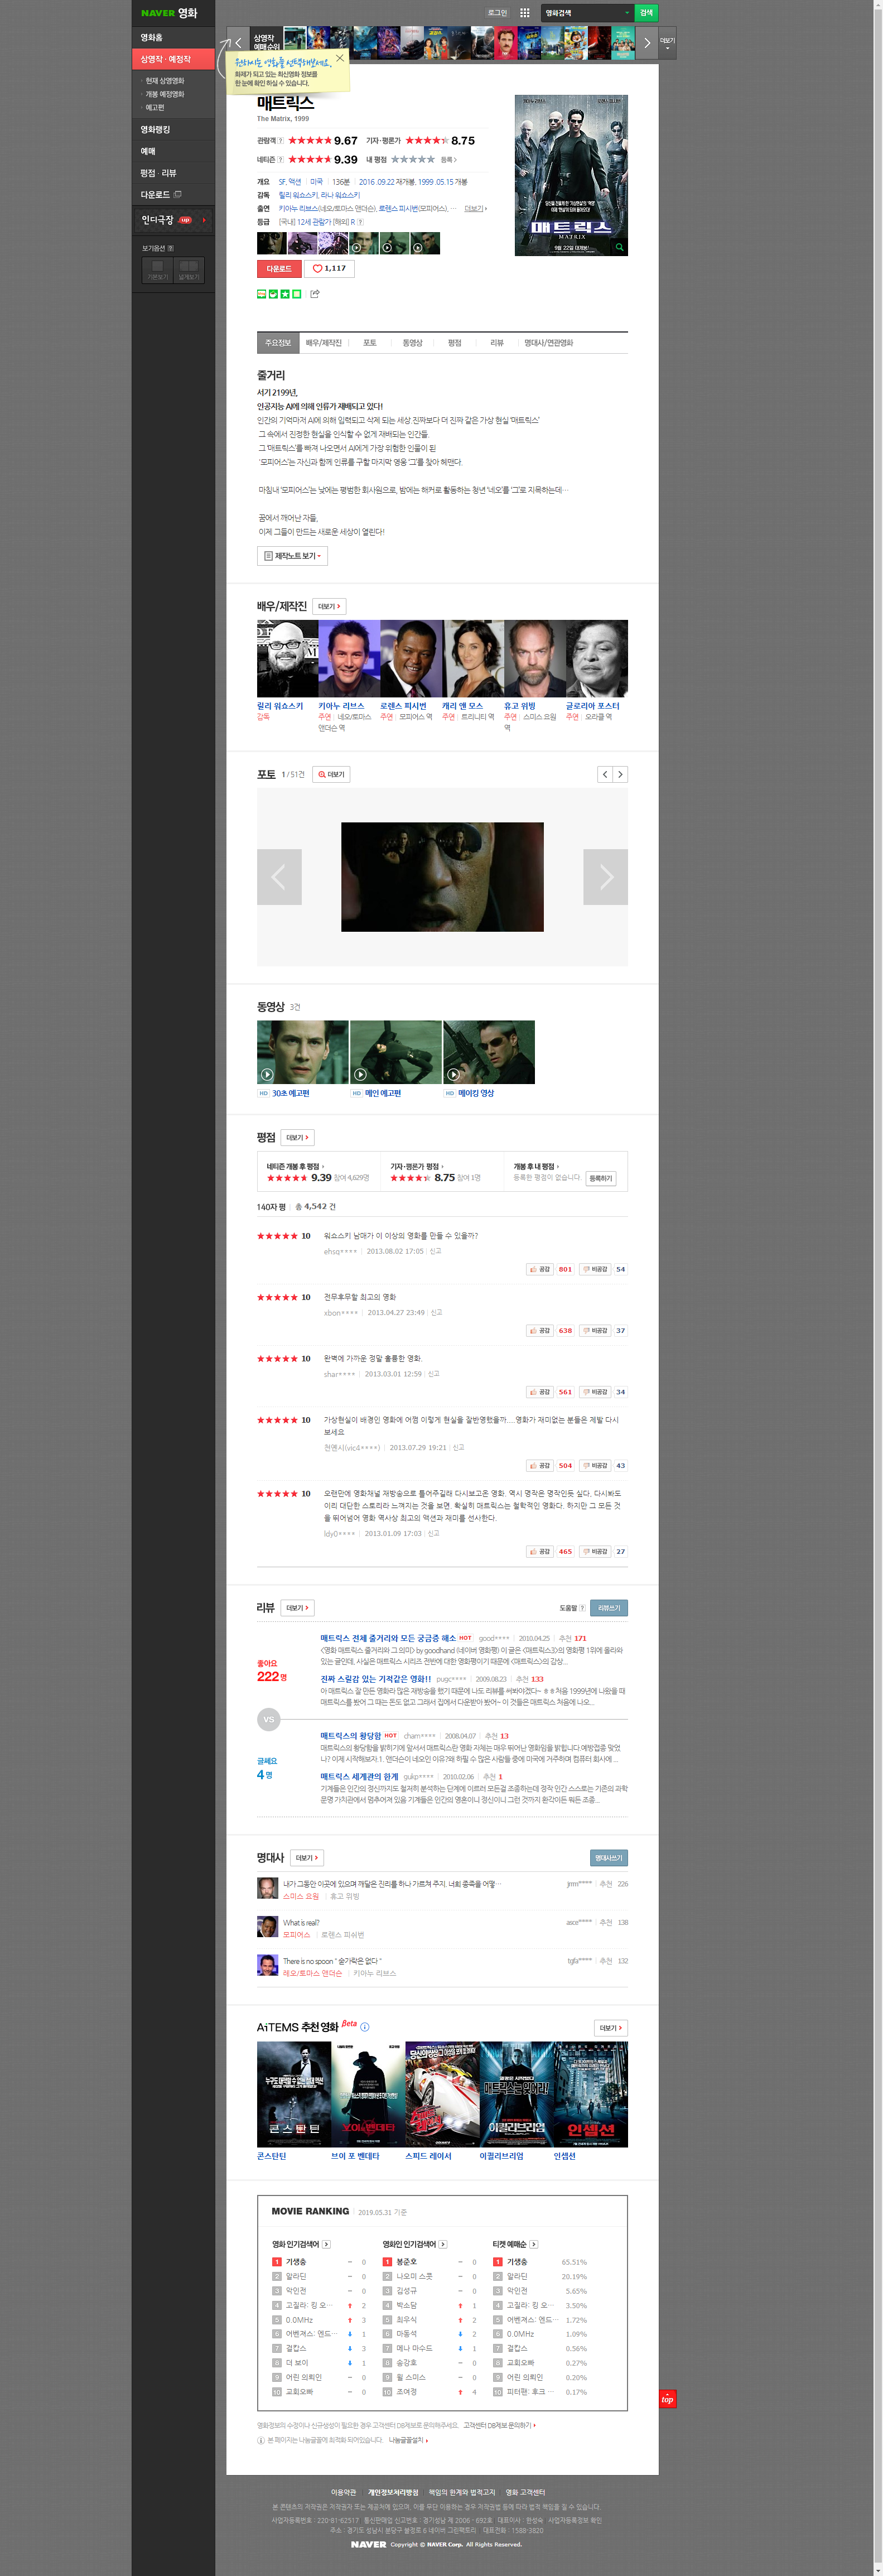 NAVER 영화
로그인
영화검색
검색
영화홈
상영작 · 예정작
현재 상영영화
개봉 예정영화
예고편
영화랭킹
예매
평점 · 리뷰
다운로드
인디극장 up
보기옵션
기본보기
넓게보기
상영작
예매순위
더보기
원하시는 영화를 선택해보세요.
화제가 되고 있는 최신영화 정보를
한 눈에 확인 하실 수 있습니다.
매트릭스
The Matrix, 1999
관람객 9.67 기자·평론가 8.75
네티즌 9.39 내 평점 등록
개요 SF, 액션 미국 136분 2016 .09.22 재개봉, 1999 .05.15 개봉
감독 릴리 워쇼스키, 라나 워쇼스키
출연 키아누 리브스(네오/토마스 앤더슨), 로렌스 피시번(모피어스), ... 더보기
등급 [국내] 12세 관람가 [해외] R
다운로드 1,117
매트릭스
MATRIX
9월 22일 대개봉!
주요정보 배우/제작진 포토 동영상 평점 리뷰 명대사/연관영화
줄거리
서기 2199년,
인공지능 AI에 의해 인류가 재배되고 있다!
인간의 기억마저 AI에 의해 입력되고 삭제 되는 세상.진짜보다 더 진짜 같은 가상 현실 '매트릭스'
그 속에서 진정한 현실을 인식할 수 없게 재배되는 인간들.
그 '매트릭스'를 빠져 나오면서 AI에게 가장 위험한 인물이 된
'모피어스'는 자신과 함께 인류를 구할 마지막 영웅 '그'를 찾아 헤맨다.
마침내 '모피어스'는 낮에는 평범한 회사원으로, 밤에는 해커로 활동하는 청년 '네오'를 '그'로 지목하는데…
꿈에서 깨어난 자들,
이제 그들이 만드는 새로운 세상이 열린다!
제작노트 보기
배우/제작진 더보기
릴리 워쇼스키
감독
키아누 리브스
주연 네오/토마스 앤더슨 역
로렌스 피시번
주연 모피어스 역
캐리 앤 모스
주연 트리니티 역
휴고 위빙
주연 스미스 요원 역
글로리아 포스터
주연 오라클 역
포토 1 / 51건 더보기
동영상 3건
HD 30초 예고편
HD 메인 예고편
HD 메이킹 영상
평점 더보기
네티즌 개봉 후 평점
9.39 참여 4,629명
기자·평론가 평점
8.75 참여 1명
개봉 후 내 평점
등록한 평점이 없습니다. 등록하기
140자 평 총 4,542 건
10 워쇼스키 남매가 이 이상의 영화를 만들 수 있을까?
ehsq**** 2013.08.02 17:05 신고
공감 801 비공감 54
10 전무후무할 최고의 영화
xbon**** 2013.04.27 23:49 신고
공감 638 비공감 37
10 완벽에 가까운 정말 훌륭한 영화.
shar**** 2013.03.01 12:59 신고
공감 561 비공감 34
10 가상현실이 배경인 영화에 어쩜 이렇게 현실을 잘반영했을까....영화가 재미없는 분들은 제발 다시
보세요
천멘시(vic4****) 2013.07.29 19:21 신고
공감 504 비공감 43
10 오랜만에 영화채널 재방송으로 틀어주길래 다시보고온 영화. 역시 명작은 명작인듯 싶다. 다시봐도
이리 대단한 스토리라 느껴지는 것을 보면. 확실히 매트릭스는 철학적인 영화다. 하지만 그 모든 것
을 뛰어넘어 영화 역사상 최고의 액션과 재미를 선사한다.
ldy0**** 2013.01.09 17:03 신고
공감 465 비공감 27
리뷰 더보기 도움말 리뷰쓰기
좋아요
222 명
매트릭스 전체 줄거리와 모든 궁금증 해소 HOT good**** 2010.04.25 추천 171
<영화 매트릭스 줄거리와 그 의미> by goodhand (네이버 영화평) 이 글은 <매트릭스3>의 영화평 1위에 올라와
있는 글인데, 사실은 매트릭스 시리즈 전반에 대한 영화평이기 때문에 <매트릭스>의 감상...
진짜 스릴감 있는 기적같은 영화!! pugc**** 2009.08.23 추천 133
아 매트릭스 잘 만든 영화라 많은 재방송을 했기 때문에 나도 리뷰를 써봐야겠다~ ㅎㅎ 처음 1999년에 나왔을 때
매트릭스를 봤어 그 때는 돈도 없고 그래서 집에서 다운받아 봤어~ 이 것들은 매트릭스 처음에 나오...
VS
글쎄요
4 명
매트릭스의 황당함 HOT cham**** 2008.04.07 추천 13
매트릭스의 황당함을 밝히기에 앞서서 매트릭스란 영화 자체는 매우 뛰어난 영화임을 밝힙니다.예방접종 맞았
나? 이제 시작해보자 1. 앤더슨이 네오인 이유?왜 하필 수 많은 사람들 중에 미국에 거주하며 컴퓨터 회사에 ...
매트릭스 세계관의 한계 gukp**** 2010.02.06 추천 1
기계들은 인간의 정신까지도 철저히 분석하는 단계에 이르러 모든걸 조종하는데 정작 인간 스스로는 기존의 과학
문명 가치관에서 멈추어져 있음 기계들은 인간의 영혼이니 정신이니 그런 것까지 환각이든 뭐든 조종...
명대사 더보기 명대사쓰기
내가 그동안 이곳에 있으며 깨달은 진리를 하나 가르쳐 주지. 너희 종족을 어떻… jrmn**** 추천 226
스미스 요원 휴고 위빙
What is real? asce**** 추천 138
모피어스 로렌스 피쉬번
There is no spoon " 숟가락은 없다 " tgfa**** 추천 132
네오/토마스 앤더슨 키아누 리브스
AiTEMS 추천 영화 Beta 더보기
콘스탄틴
브이 포 벤데타
스피드 레이서
이퀄리브리엄
인셉션
MOVIE RANKING 2019.05.31 기준
영화 인기검색어
1 기생충 0
2 알라딘 0
3 악인전 0
4 고질라: 킹 오... 2
5 0.0MHz 3
6 어벤져스: 엔드... 1
7 걸캅스 3
8 더 보이 1
9 어린 의뢰인 0
10 교회오빠 0
영화인 인기검색어
1 봉준호 0
2 나오미 스콧 0
3 김성규 0
4 박소담 1
5 최우식 2
6 마동석 2
7 메나 마수드 1
8 송강호 0
9 윌 스미스 0
10 조여정 4
티켓 예매순
1 기생충 65.51%
2 알라딘 20.19%
3 악인전 5.65%
4 고질라: 킹 오... 3.50%
5 어벤져스: 엔드... 1.72%
6 0.0MHz 1.09%
7 걸캅스 0.56%
8 교회오빠 0.27%
9 어린 의뢰인 0.20%
10 피터팬: 후크 ... 0.17%
top
영화정보의 수정이나 신규생성이 필요한 경우 고객센터 DB제보로 문의해주세요. 고객센터 DB제보 문의하기
본 페이지는 나눔글꼴에 최적화 되어있습니다. 나눔글꼴설치
이용약관 개인정보처리방침 책임의 한계와 법적고지 영화 고객센터
본 콘텐츠의 저작권은 저작권자 또는 제공처에 있으며, 이를 무단 이용하는 경우 저작권법 등에 따라 법적 책임을 질 수 있습니다.
사업자등록번호 : 220-81-62517 통신판매업 신고번호 : 경기성남 제 2006 - 692호 대표이사 : 한성숙 사업자등록정보 확인
주소 : 경기도 성남시 분당구 불정로 6 네이버 그린팩토리 대표전화 : 1588-3820
NAVER Copyright © NAVER Corp. All Rights Reserved.